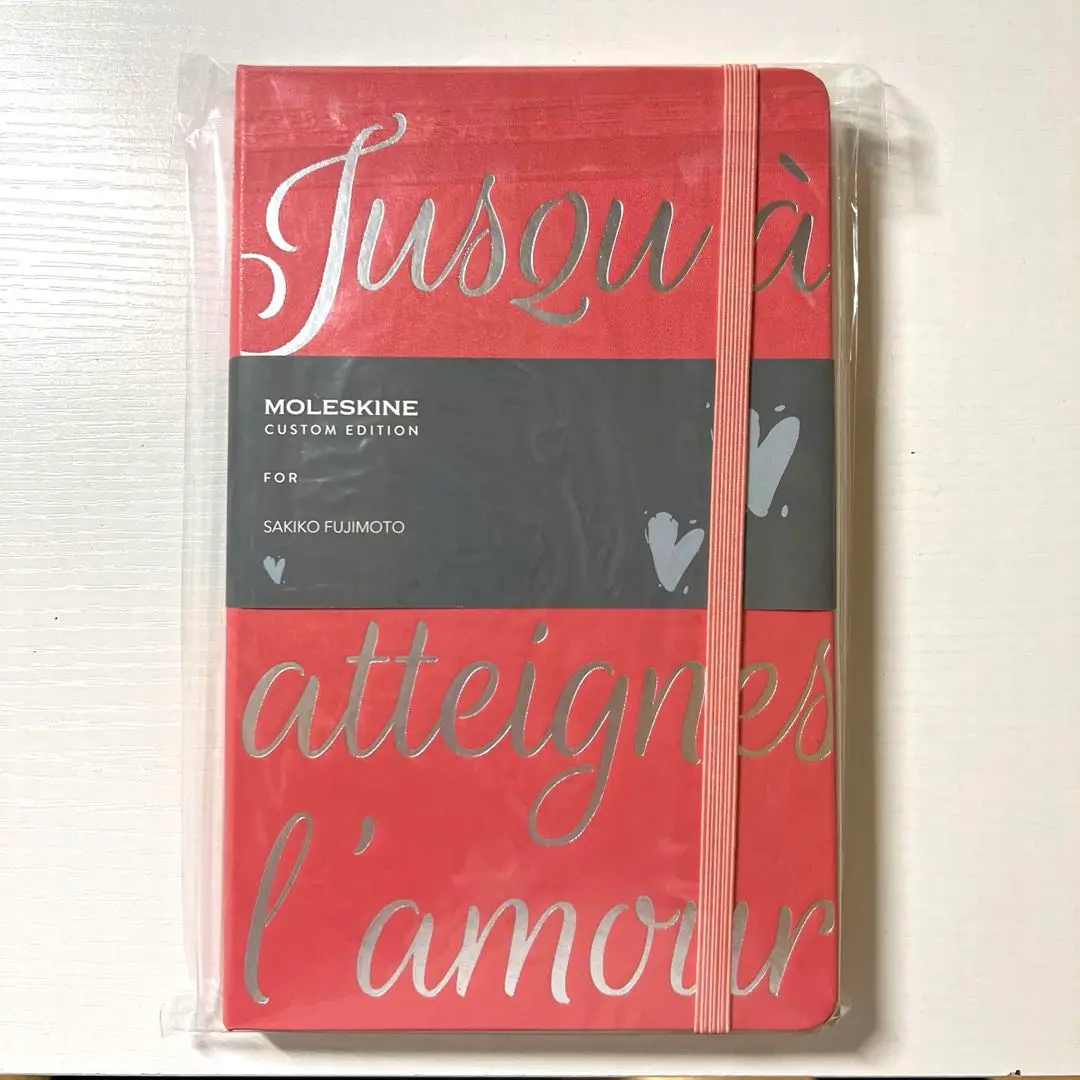 Jusqu à
MOLESKINE
CUSTOM EDITION
FOR
SAKIKO FUJIMOTO
atteignes
l'amour